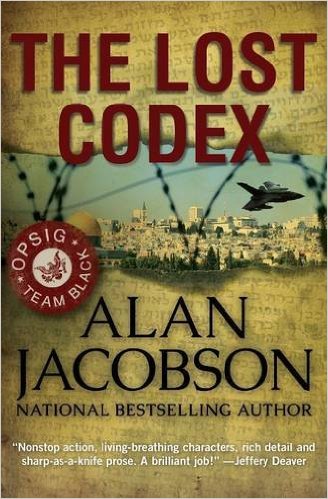 THE LOST
CODEX
OPSIG
TEAM BLACK
ALAN
JACOBSON
NATIONAL BESTSELLING AUTHOR
“Nonstop action, living-breathing characters, rich detail and
sharp-as-a-knife prose. A brilliant job!” —Jeffery Deaver